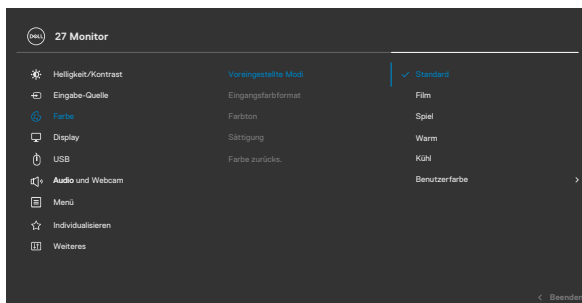 DELL
27 Monitor
Helligkeit/Kontrast
Eingabe-Quelle
Farbe
Display
USB
Audio und Webcam
Menü
Individualisieren
Weiteres
Voreingestellte Modi
Eingangsfarbformat
Farbton
Sättigung
Farbe zurücks.
Standard
Film
Spiel
Warm
Kühl
Benutzerfarbe
Beenden